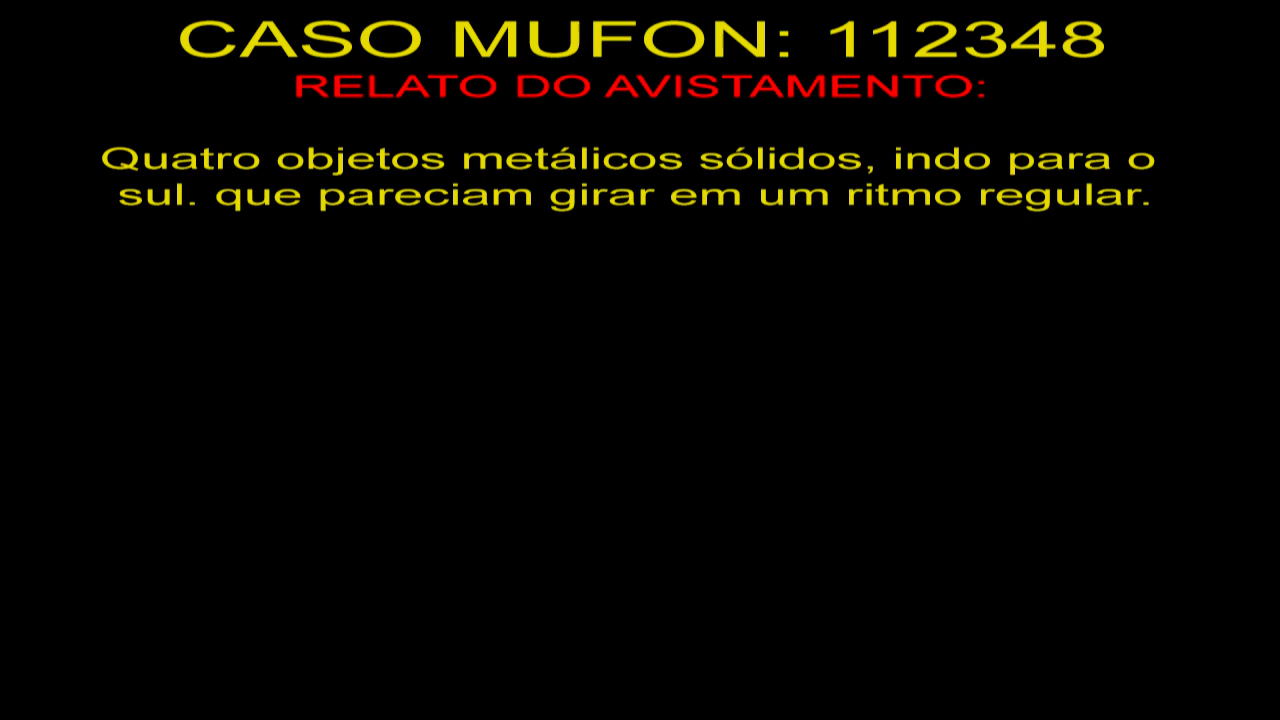 CASO MUFON: 112348
RELATO DO AVISTAMENTO:
Quatro objetos metálicos sólidos, indo para o
sul. que pareciam girar em um ritmo regular.